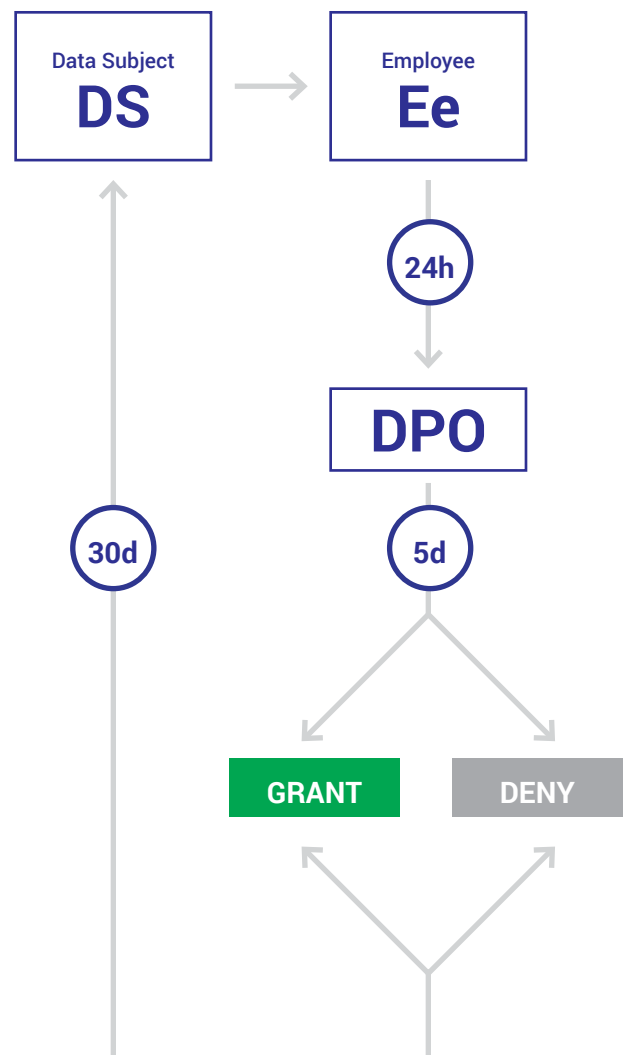 Data Subject
DS
Employee
Ee
24h
DPO
30d
5d
GRANT
DENY